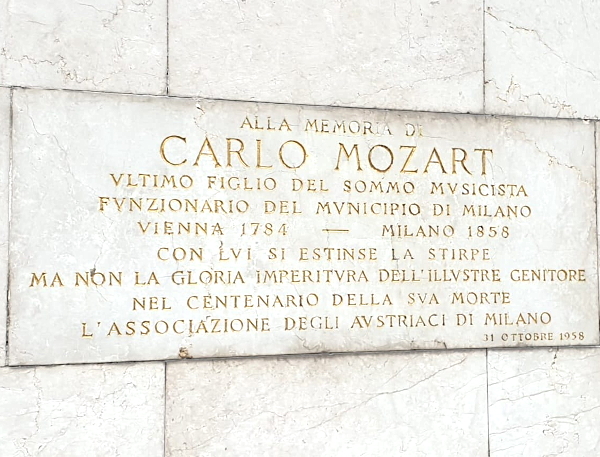 ALLA MEMORIA DI
CARLO MOZART
VLTIMO FIGLIO DEL SOMMO MVSICISTA
FVNZIONARIO DEL MVNICIPIO DI MILANO
VIENNA 1784 — MILANO 1858
CON LVI SI ESTINSE LA STIRPE
MA NON LA GLORIA IMPERITVRA DELL'ILLVSTRE GENITORE
NEL CENTENARIO DELLA SVA MORTE
L'ASSOCIAZIONE DEGLI AVSTRIACI DI MILANO
31 OTTOBRE 1958